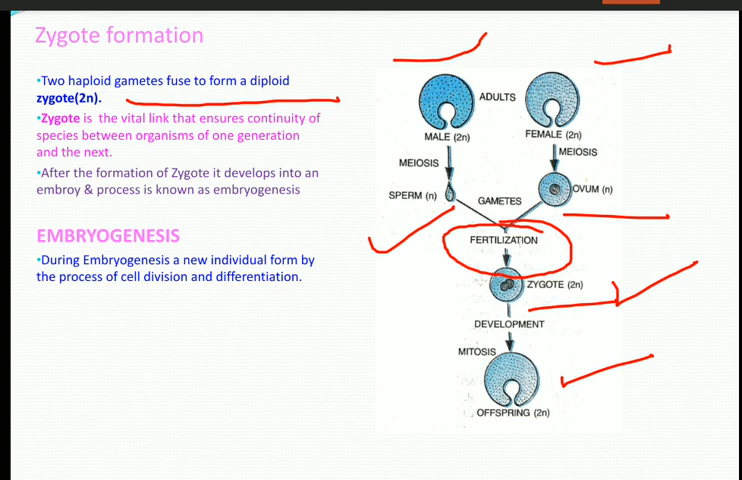 Zygote formation
•Two haploid gametes fuse to form a diploid
zygote(2n).
•Zygote is the vital link that ensures continuity of
species between organisms of one generation
and the next.
•After the formation of Zygote it develops into an
embroy & process is known as embryogenesis
EMBRYOGENESIS
•During Embryogenesis a new individual form by
the process of cell division and differentiation.
ADULTS
MALE (2n)
FEMALE (2n)
MEIOSIS
MEIOSIS
SPERM (n)
GAMETES
OVUM (n)
FERTILIZATION
ZYGOTE (2n)
DEVELOPMENT
MITOSIS
OFFSPRING (2n)